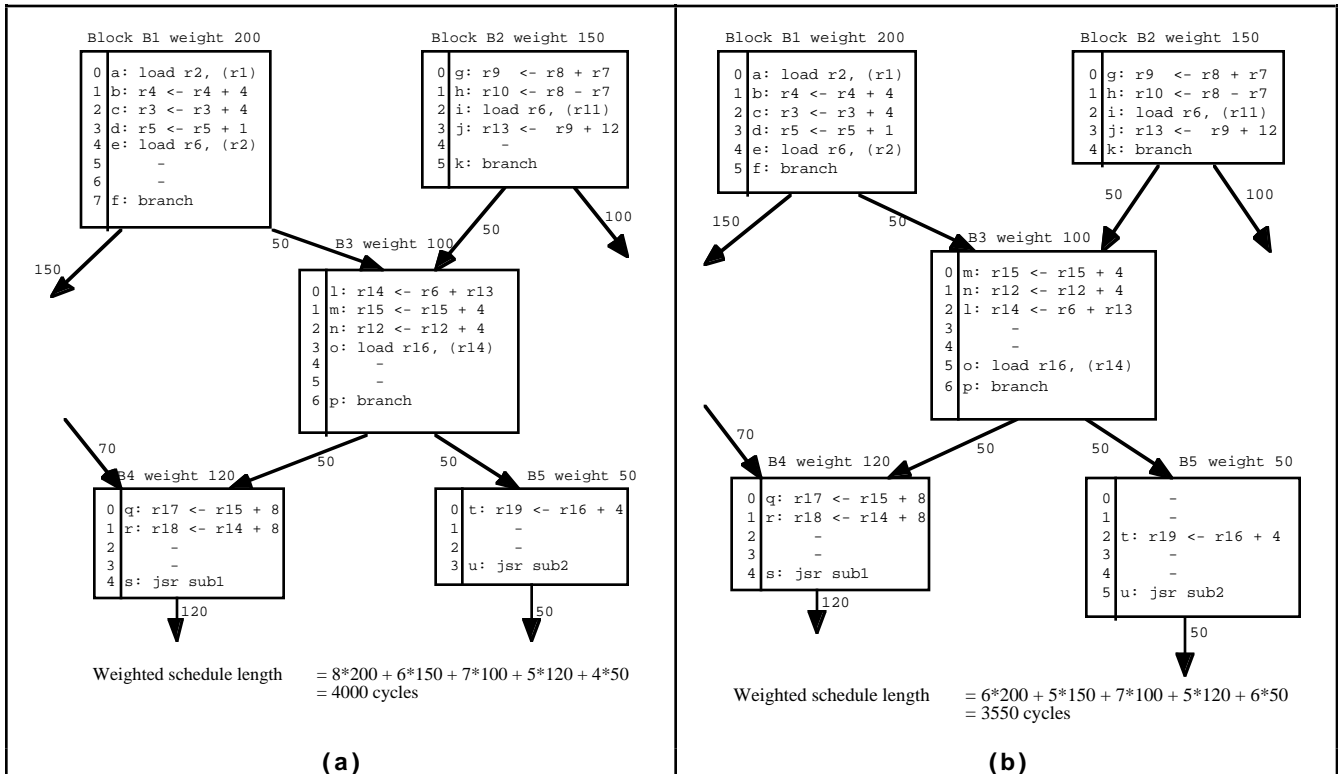 Block B1 weight 200
0 a: load r2, (r1)
1 b: r4 <- r4 + 4
2 c: r3 <- r3 + 4
3 d: r5 <- r5 + 1
4 e: load r6, (r2)
5 -
6 -
7 f: branch
Block B2 weight 150
0 g: r9 <- r8 + r7
1 h: r10 <- r8 - r7
2 i: load r6, (r11)
3 j: r13 <- r9 + 12
4 -
5 k: branch
150
50
50
100
B3 weight 100
0 l: r14 <- r6 + r13
1 m: r15 <- r15 + 4
2 n: r12 <- r12 + 4
3 o: load r16, (r14)
4 -
5 -
6 p: branch
70
50
50
B4 weight 120
0 q: r17 <- r15 + 8
1 r: r18 <- r14 + 8
2 -
3 -
4 s: jsr sub1
120
B5 weight 50
0 t: r19 <- r16 + 4
1 -
2 -
3 u: jsr sub2
50
Weighted schedule length = 8*200 + 6*150 + 7*100 + 5*120 + 4*50
= 4000 cycles
(a)
Block B1 weight 200
0 a: load r2, (r1)
1 b: r4 <- r4 + 4
2 c: r3 <- r3 + 4
3 d: r5 <- r5 + 1
4 e: load r6, (r2)
5 f: branch
Block B2 weight 150
0 g: r9 <- r8 + r7
1 h: r10 <- r8 - r7
2 i: load r6, (r11)
3 j: r13 <- r9 + 12
4 k: branch
150
50
50
100
B3 weight 100
0 m: r15 <- r15 + 4
1 n: r12 <- r12 + 4
2 l: r14 <- r6 + r13
3 -
4 -
5 o: load r16, (r14)
6 p: branch
70
50
50
B4 weight 120
0 q: r17 <- r15 + 8
1 r: r18 <- r14 + 8
2 -
3 -
4 s: jsr sub1
120
B5 weight 50
0 -
1 -
2 t: r19 <- r16 + 4
3 -
4 -
5 u: jsr sub2
50
Weighted schedule length = 6*200 + 5*150 + 7*100 + 5*120 + 6*50
= 3550 cycles
(b)